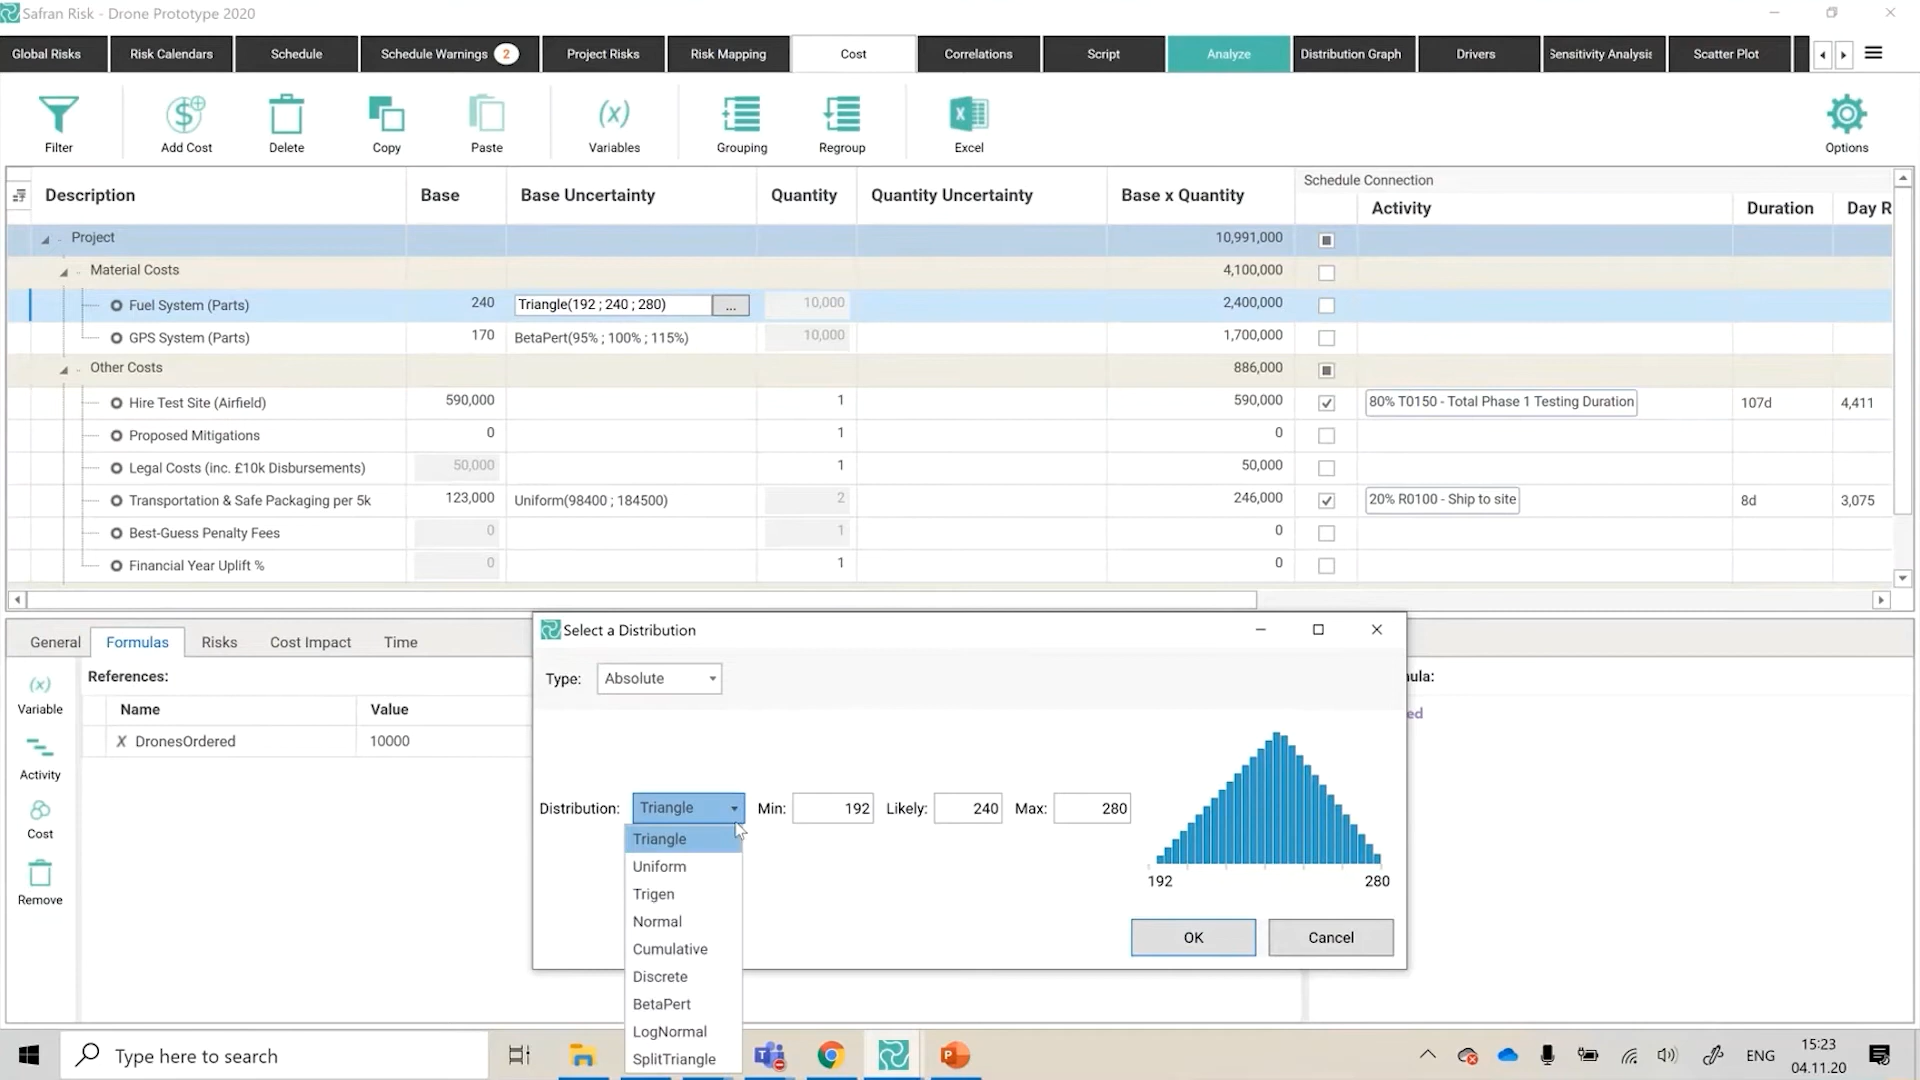 Safran Risk - Drone Prototype 2020
Global Risks
Risk Calendars
Schedule
Schedule Warnings 2
Project Risks
Risk Mapping
Cost
Correlations
Script
Analyze
Distribution Graph
Drivers
Sensitivity Analysis
Scatter Plot
Filter
Add Cost
Delete
Copy
Paste
(x) Variables
Grouping
Regroup
Excel
Options
Description Base Base Uncertainty Quantity Quantity Uncertainty Base x Quantity Schedule Connection
Activity Duration Day R
Project 10,991,000
Material Costs 4,100,000
Fuel System (Parts) 240 Triangle(192 ; 240 ; 280) ... 10,000 2,400,000
GPS System (Parts) 170 BetaPert(95% ; 100% ; 115%) 10,000 1,700,000
Other Costs 886,000
Hire Test Site (Airfield) 590,000 1 590,000 80% T0150 - Total Phase 1 Testing Duration 107d 4,411
Proposed Mitigations 0 1 0
Legal Costs (inc. £10k Disbursements) 50,000 1 50,000
Transportation & Safe Packaging per 5k 123,000 Uniform(98400 ; 184500) 2 246,000 20% R0100 - Ship to site 8d 3,075
Best-Guess Penalty Fees 0 1 0
Financial Year Uplift % 0 1 0
General Formulas Risks Cost Impact Time
(x) Variable
Activity
Cost
Remove
References:
Name Value
X DronesOrdered 10000
Select a Distribution
Type: Absolute
Distribution: Triangle Min: 192 Likely: 240 Max: 280
Triangle
Uniform
Trigen
Normal
Cumulative
Discrete
BetaPert
LogNormal
SplitTriangle
192 280
OK Cancel
ula:
ed
Type here to search
ENG
15:23
04.11.20